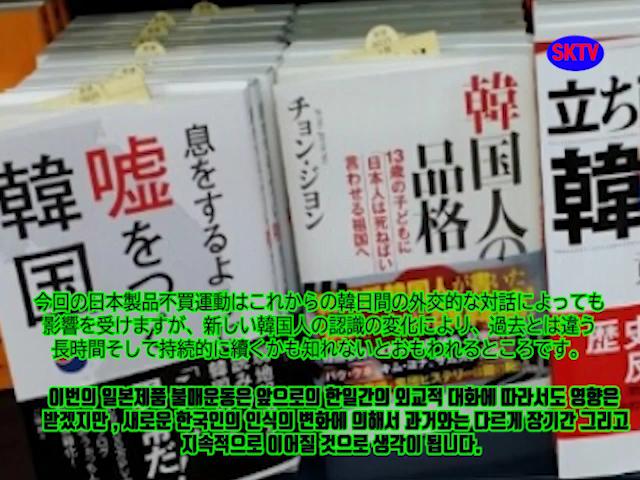 SKTV
息をするよ
嘘をつ
韓国
韓国人の
品格
チョン・ジヨン
13歳の子どもに
「日本人は死ねばいい」と
言わせる祖国へ
立ち
韓
歴史
反
今回の日本製品不買運動はこれからの韓日間の外交的な対話によっても
影響を受けますが、新しい韓国人の認識の変化により、過去とは違う
長時間そして持続的に續くかも知れないとおもわれるところです。
이번의 일본제품 불매운동은 앞으로의 한일간의 외교적 대화에 따라서도 영향은
받겠지만 , 새로운 한국인의 인식의 변화에 의해서 과거와는 다르게 장기간 그리고
지속적으로 이어질 것으로 생각이 됩니다.